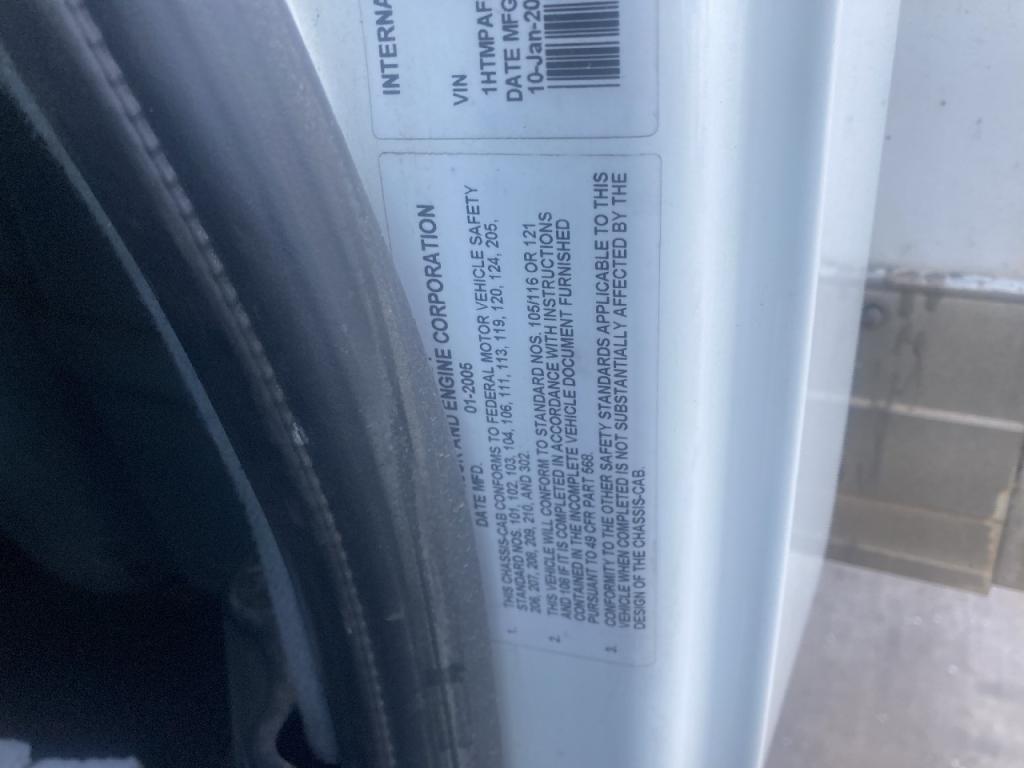 INTERNA
VIN
1HTMPAF
DATE MFG
10-Jan-20
AND ENGINE CORPORATION
DATE MFD. 01-2005
1. THIS CHASSIS-CAB CONFORMS TO FEDERAL MOTOR VEHICLE SAFETY
STANDARD NOS. 101, 102, 103, 104, 106, 111, 113, 119, 120, 124, 205,
206, 207, 208, 209, 210, AND 302.
2. THIS VEHICLE WILL CONFORM TO STANDARD NOS. 105/116 OR 121
AND 108 IF IT IS COMPLETED IN ACCORDANCE WITH INSTRUCTIONS
CONTAINED IN THE INCOMPLETE VEHICLE DOCUMENT FURNISHED
PURSUANT TO 49 CFR PART 568.
3. CONFORMITY TO THE OTHER SAFETY STANDARDS APPLICABLE TO THIS
VEHICLE WHEN COMPLETED IS NOT SUBSTANTIALLY AFFECTED BY THE
DESIGN OF THE CHASSIS-CAB.